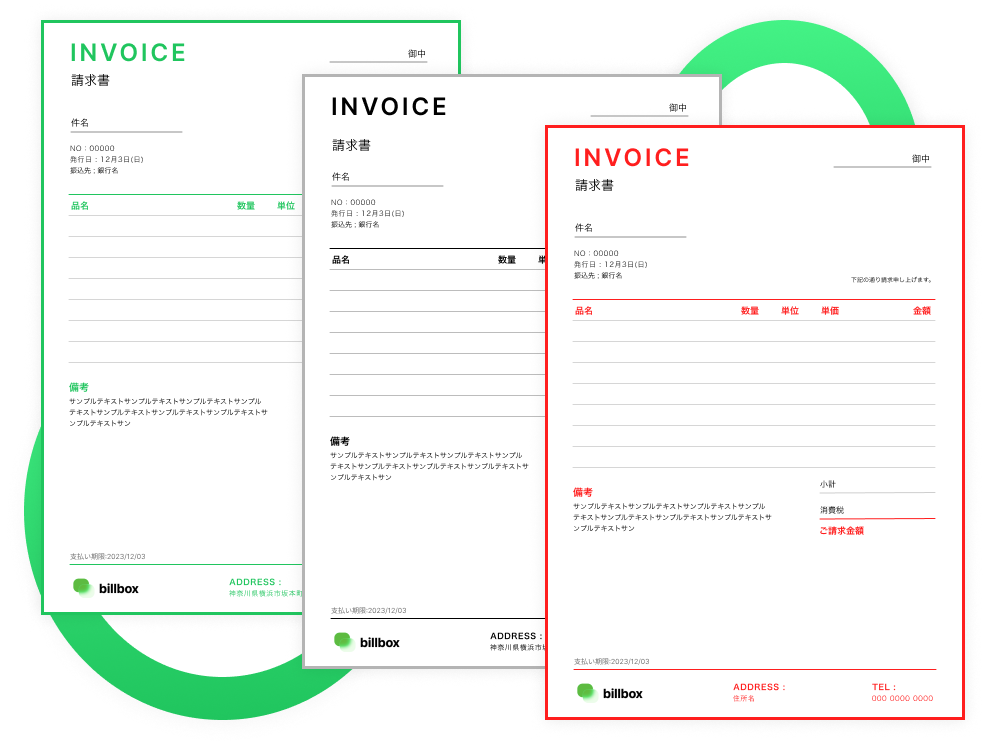 INVOICE
御中
請求書
件名
NO：00000
発行日：12月3日(日)
振込先；銀行名
品名 数量 単位
備考
サンプルテキストサンプルテキストサンプルテキストサンプル
テキストサンプルテキストサンプルテキストサンプルテキストサ
ンプルテキストサン
支払い期限:2023/12/03
billbox
ADDRESS：
神奈川県横浜市坂本町
INVOICE
御中
請求書
件名
NO：00000
発行日：12月3日(日)
振込先；銀行名
品名 数量
備考
サンプルテキストサンプルテキストサンプルテキストサンプル
テキストサンプルテキストサンプルテキストサンプルテキストサ
ンプルテキストサン
支払い期限:2023/12/03
billbox
ADDRESS：
神奈川県横浜市
INVOICE
御中
請求書
件名
NO：00000
発行日：12月3日(日)
振込先；銀行名
下記の通り請求申し上げます。
品名 数量 単位 単価 金額
小計
備考
サンプルテキストサンプルテキストサンプルテキストサンプル
テキストサンプルテキストサンプルテキストサンプルテキストサ
ンプルテキストサン
消費税
ご請求金額
支払い期限:2023/12/03
billbox
ADDRESS：
住所名
TEL：
000 0000 0000